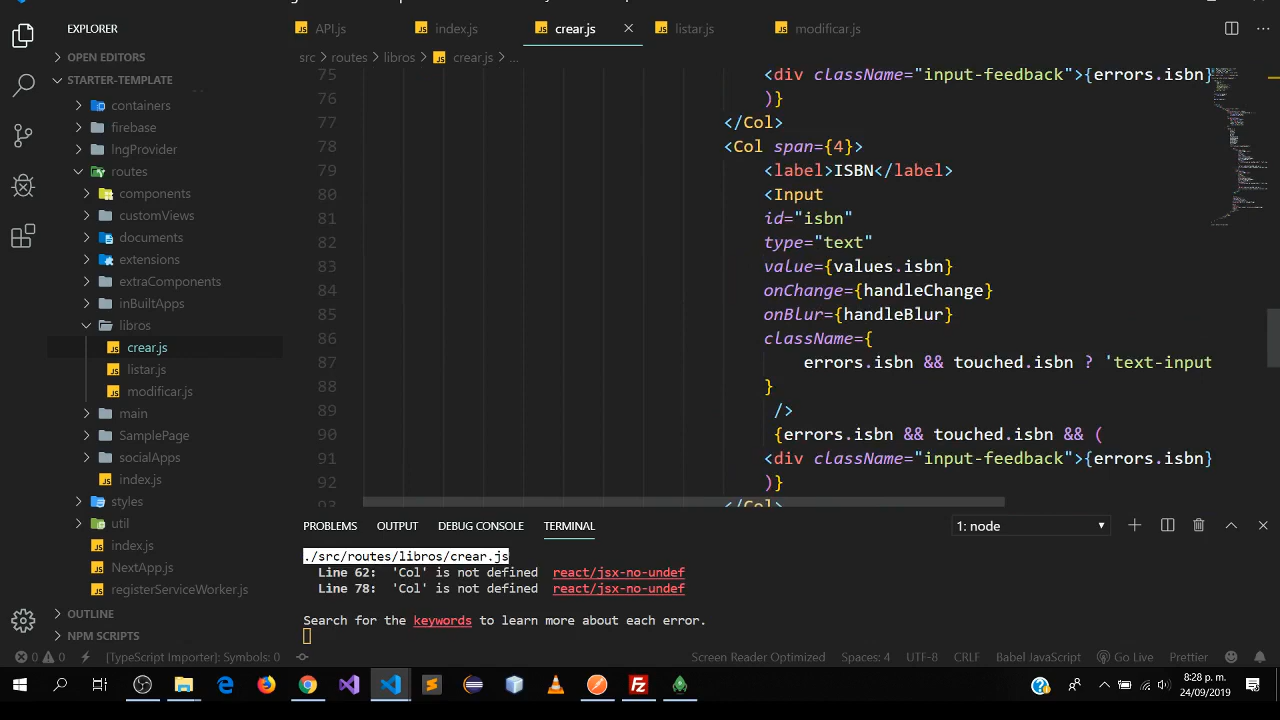 API.js
index.js
crear.js
listar.js
modificar.js
EXPLORER
OPEN EDITORS
STARTER-TEMPLATE
containers
firebase
lngProvider
routes
components
customViews
documents
extensions
extraComponents
inBuiltApps
libros
crear.js
listar.js
modificar.js
main
SamplePage
socialApps
index.js
styles
util
index.js
NextApp.js
registerServiceWorker.js
OUTLINE
NPM SCRIPTS
src > routes > libros > crear.js > ...
75 <div className="input-feedback">{errors.isbn}
76 )}
77 </Col>
78 <Col span={4}>
79 <label>ISBN</label>
80 <Input
81 id="isbn"
82 type="text"
83 value={values.isbn}
84 onChange={handleChange}
85 onBlur={handleBlur}
86 className={
87 errors.isbn && touched.isbn ? 'text-input
88 }
89 />
90 {errors.isbn && touched.isbn && (
91 <div className="input-feedback">{errors.isbn}
92 )}
93 </Col>
PROBLEMS OUTPUT DEBUG CONSOLE TERMINAL 1: node
./src/routes/libros/crear.js
Line 62: 'Col' is not defined react/jsx-no-undef
Line 78: 'Col' is not defined react/jsx-no-undef
Search for the keywords to learn more about each error.
0 0 [TypeScript Importer]: Symbols: 0 Screen Reader Optimized Spaces: 4 UTF-8 CRLF Babel JavaScript Go Live Prettier
8:28 p. m.
24/09/2019